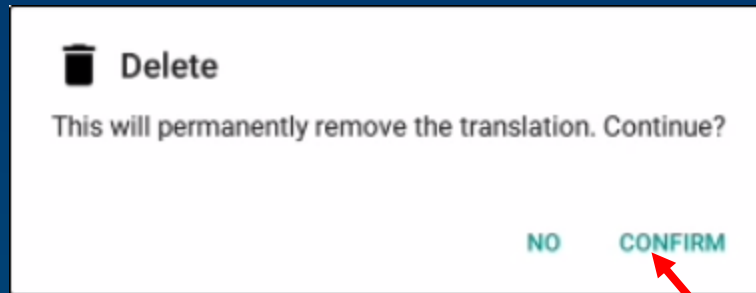 Delete
This will permanently remove the translation. Continue?
NO CONFIRM